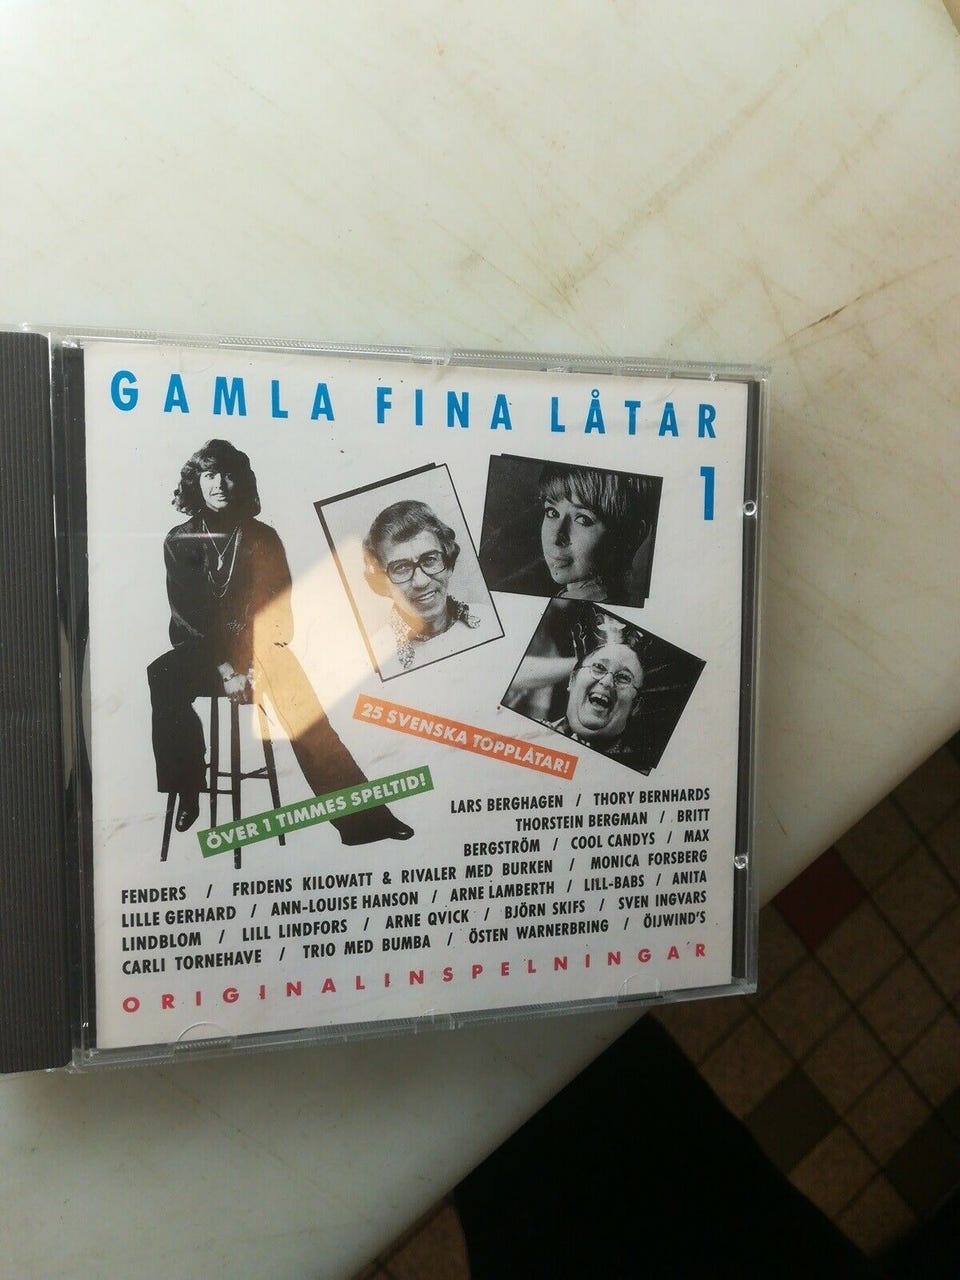 GAMLA FINA LÅTAR
1
25 SVENSKA TOPPLÅTAR!
ÖVER 1 TIMMES SPELTID!
LARS BERGHAGEN / THORY BERNHARDS
THORSTEIN BERGMAN / BRITT
BERGSTRÖM / COOL CANDYS / MAX
FENDERS / FRIDENS KILOWATT & RIVALER MED BURKEN / MONICA FORSBERG
LILLE GERHARD / ANN-LOUISE HANSON / ARNE LAMBERTH / LILL-BABS / ANITA
LINDBLOM / LILL LINDFORS / ARNE QVICK / BJÖRN SKIFS / SVEN INGVARS
CARLI TORNEHAVE / TRIO MED BUMBA / ÖSTEN WARNERBRING / ÖIJWIND'S
ORIGINALINSPELNINGAR